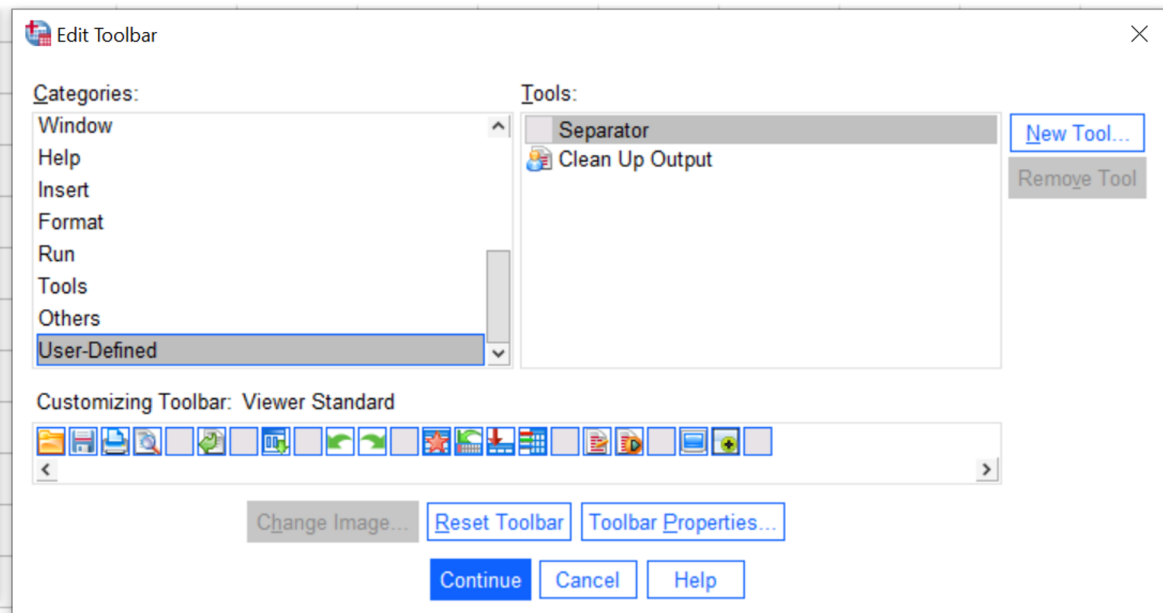 Edit Toolbar
Categories:
Tools:
Window
Help
Insert
Format
Run
Tools
Others
User-Defined
Separator
Clean Up Output
New Tool...
Remove Tool
Customizing Toolbar: Viewer Standard
Change Image... Reset Toolbar Toolbar Properties...
Continue Cancel Help